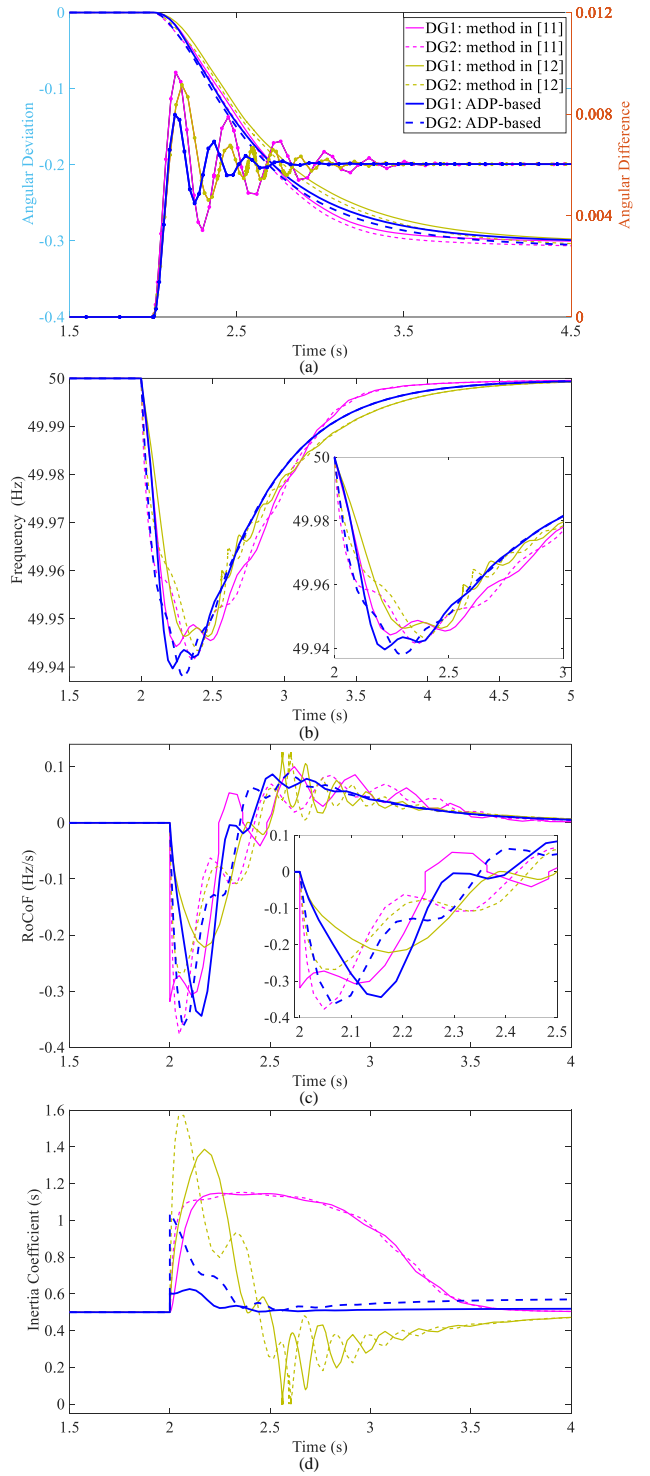 0
-0.1
-0.2
-0.3
-0.4
Angular Deviation
0.012
0.008
0.004
0
Angular Difference
DG1: method in [11]
DG2: method in [11]
DG1: method in [12]
DG2: method in [12]
DG1: ADP-based
DG2: ADP-based
1.5 2 2.5 3 3.5 4 4.5
Time (s)
(a)
50
49.99
49.98
49.97
49.96
49.95
49.94
Frequency (Hz)
50
49.98
49.96
49.94
2 2.5 3
1.5 2 2.5 3 3.5 4 4.5 5
Time (s)
(b)
0.1
0
-0.1
-0.2
-0.3
-0.4
RoCoF (Hz/s)
0.1
0
-0.1
-0.2
-0.3
-0.4
2 2.1 2.2 2.3 2.4 2.5
1.5 2 2.5 3 3.5 4
Time (s)
(c)
1.6
1.4
1.2
1
0.8
0.6
0.4
0.2
0
Inertia Coefficient (s)
1.5 2 2.5 3 3.5 4
Time (s)
(d)